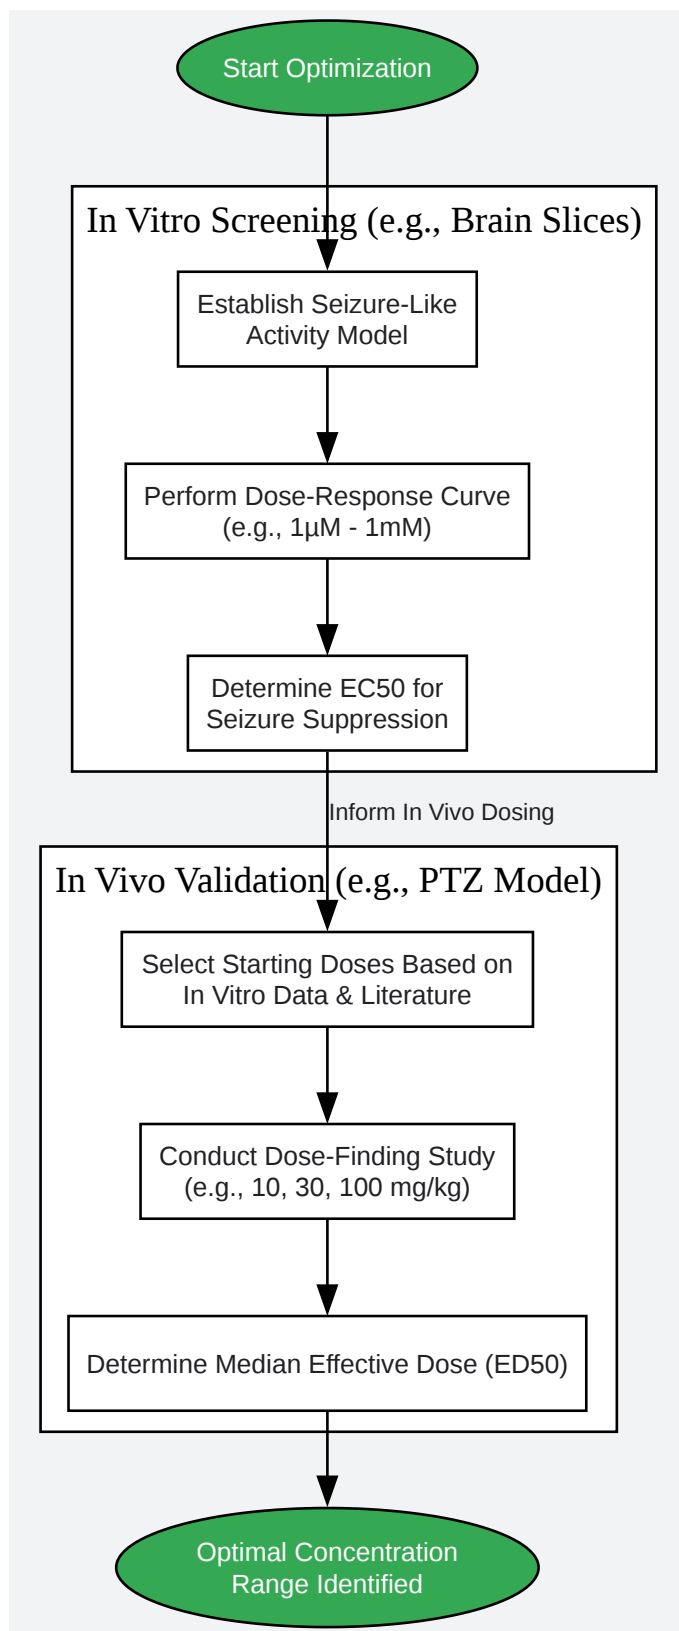 Start Optimization
In Vitro Screening (e.g., Brain Slices)
Establish Seizure-Like
Activity Model
Perform Dose-Response Curve
(e.g., 1µM - 1mM)
Determine EC50 for
Seizure Suppression
Inform In Vivo Dosing
In Vivo Validation (e.g., PTZ Model)
Select Starting Doses Based on
In Vitro Data & Literature
Conduct Dose-Finding Study
(e.g., 10, 30, 100 mg/kg)
Determine Median Effective Dose (ED50)
Optimal Concentration
Range Identified